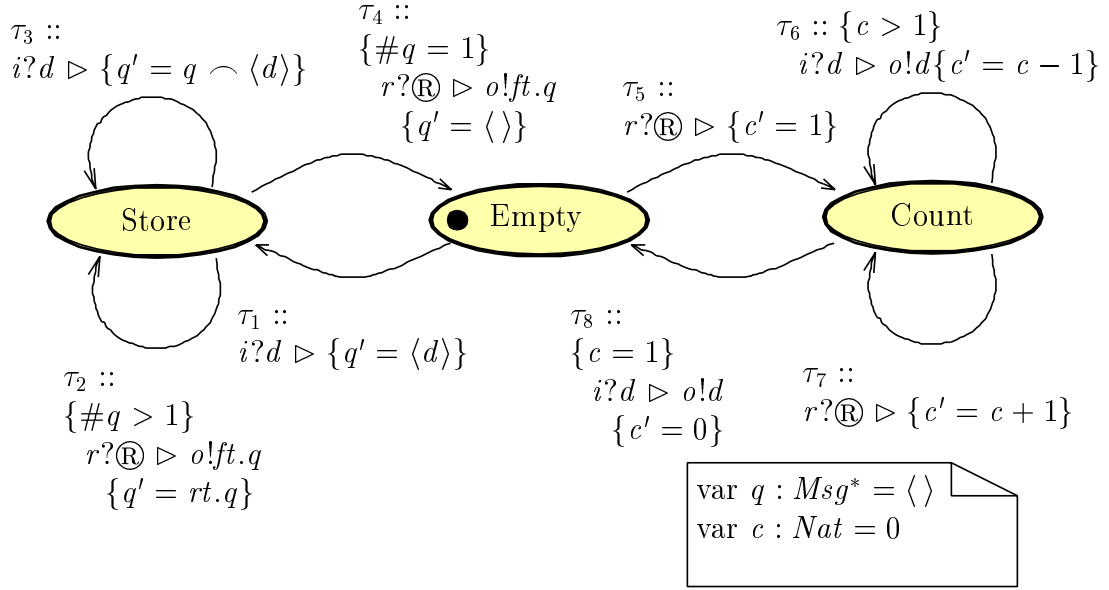 τ₃ ::
i?d ▷ {q′ = q ⌢ ⟨d⟩}
τ₄ ::
{#q = 1}
r?Ⓡ ▷ o!ft.q
{q′ = ⟨ ⟩}
τ₅ ::
r?Ⓡ ▷ {c′ = 1}
τ₆ :: {c > 1}
i?d ▷ o!d{c′ = c − 1}
Store
Empty
Count
τ₁ ::
i?d ▷ {q′ = ⟨d⟩}
τ₂ ::
{#q > 1}
r?Ⓡ ▷ o!ft.q
{q′ = rt.q}
τ₈ ::
{c = 1}
i?d ▷ o!d
{c′ = 0}
τ₇ ::
r?Ⓡ ▷ {c′ = c + 1}
var q : Msg* = ⟨ ⟩
var c : Nat = 0